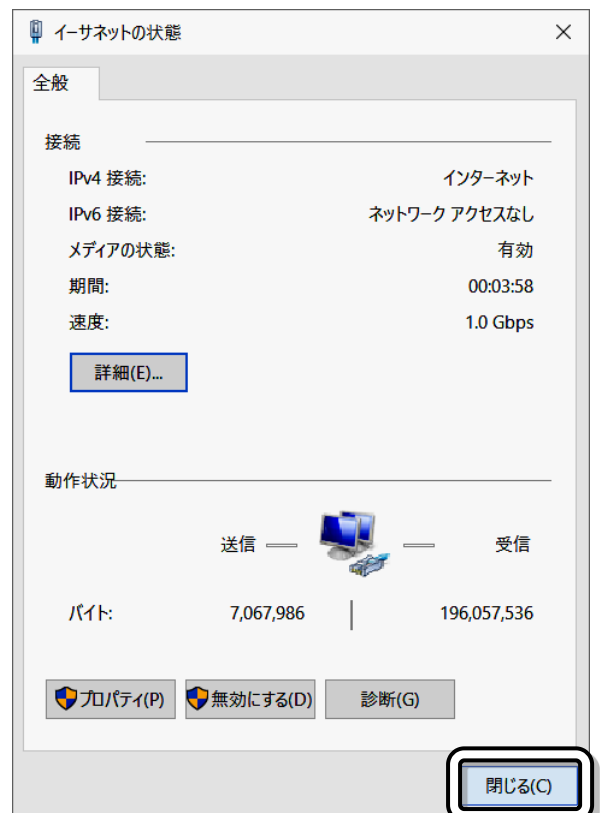 イーサネットの状態
全般
接続
IPv4 接続: インターネット
IPv6 接続: ネットワーク アクセスなし
メディアの状態: 有効
期間: 00:03:58
速度: 1.0 Gbps
詳細(E)...
動作状況
送信 受信
バイト: 7,067,986 196,057,536
プロパティ(P) 無効にする(D) 診断(G)
閉じる(C)